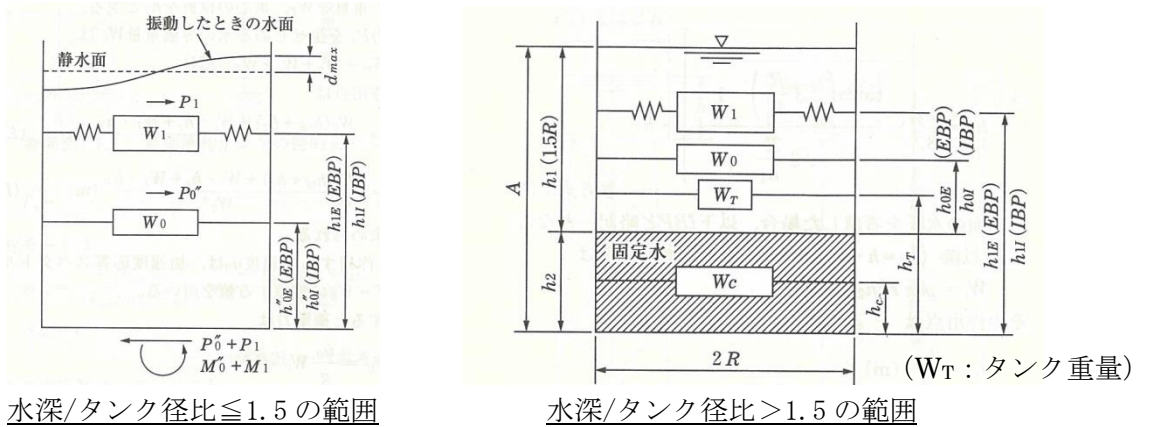 振動したときの水面
静水面
dmax
P1
W1
P0″
W0
h″0E (EBP)
h″0I (IBP)
h1E (EBP)
h1I (IBP)
P0″+P1
M0″+M1
水深/タンク径比≦1.5の範囲
A
h1 (1.5R)
h2
W1
W0
WT
固定水
Wc
hc
hT
h0E (EBP)
h0I (IBP)
h1E (EBP)
h1I (IBP)
2R
(WT:タンク重量)
水深/タンク径比>1.5の範囲